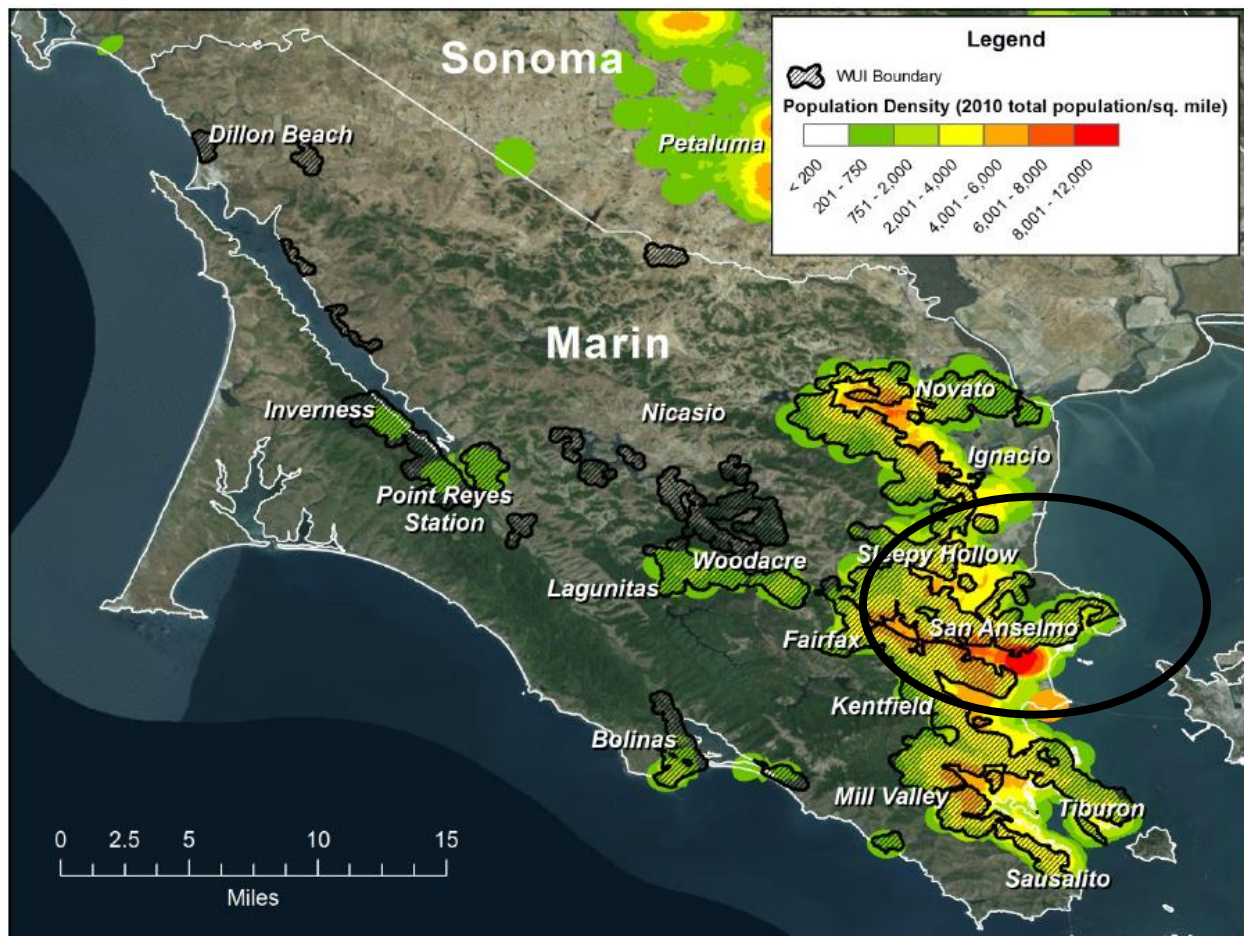 Sonoma
Legend
WUI Boundary
Population Density (2010 total population/sq. mile)
< 200
201 - 750
751 - 2,000
2,001 - 4,000
4,001 - 6,000
6,001 - 8,000
8,001 - 12,000
Dillon Beach
Petaluma
Marin
Novato
Inverness
Nicasio
Ignacio
Point Reyes
Station
Sleepy Hollow
Woodacre
Lagunitas
San Anselmo
Fairfax
Kentfield
Bolinas
Mill Valley
Tiburon
Sausalito
0 2.5 5 10 15
Miles